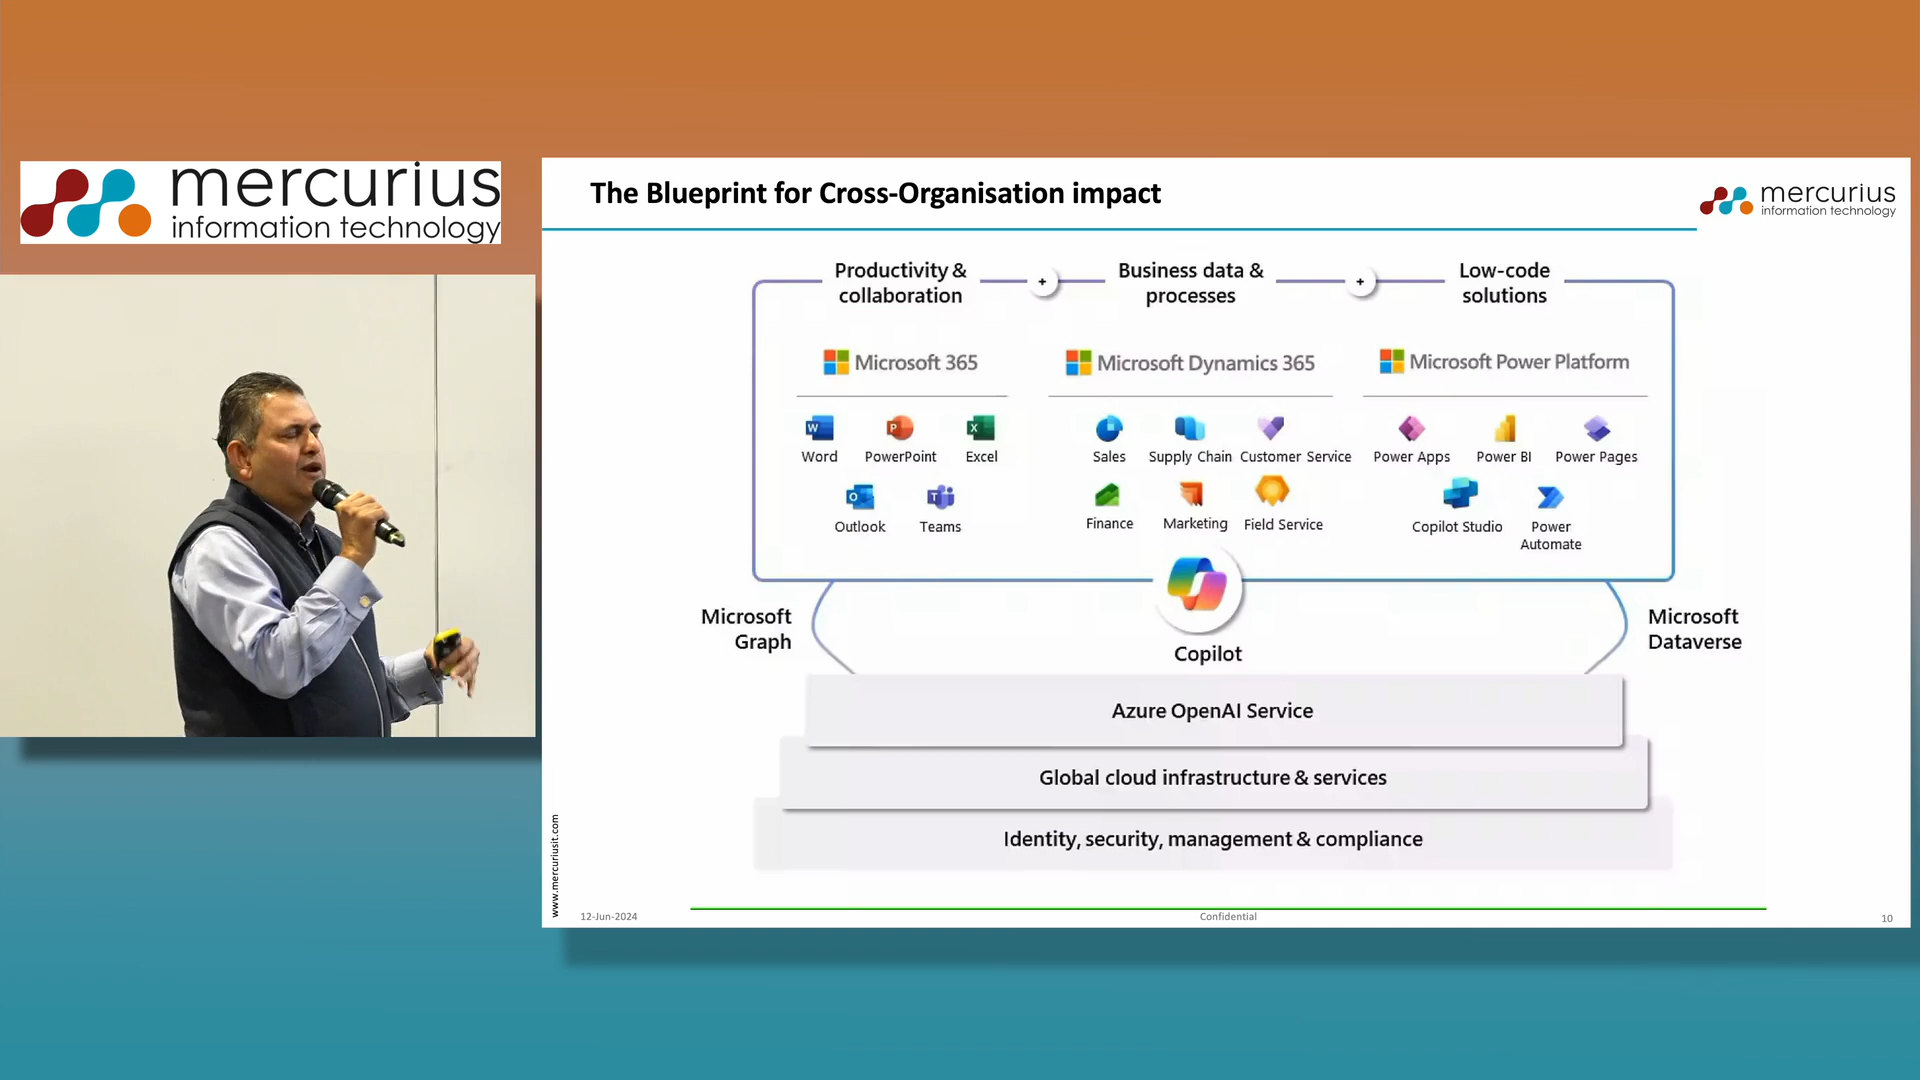 mercurius
information technology
The Blueprint for Cross-Organisation impact
mercurius
information technology
Productivity &
collaboration
+
Business data &
processes
+
Low-code
solutions
Microsoft 365
Microsoft Dynamics 365
Microsoft Power Platform
W
P
X
Word
PowerPoint
Excel
O
T
Outlook
Teams
Sales
Supply Chain
Customer Service
Finance
Marketing
Field Service
Power Apps
Power BI
Power Pages
Copilot Studio
Power
Automate
Microsoft
Graph
Copilot
Microsoft
Dataverse
Azure OpenAI Service
Global cloud infrastructure & services
Identity, security, management & compliance
www.mercuriusit.com
12-Jun-2024
Confidential
10